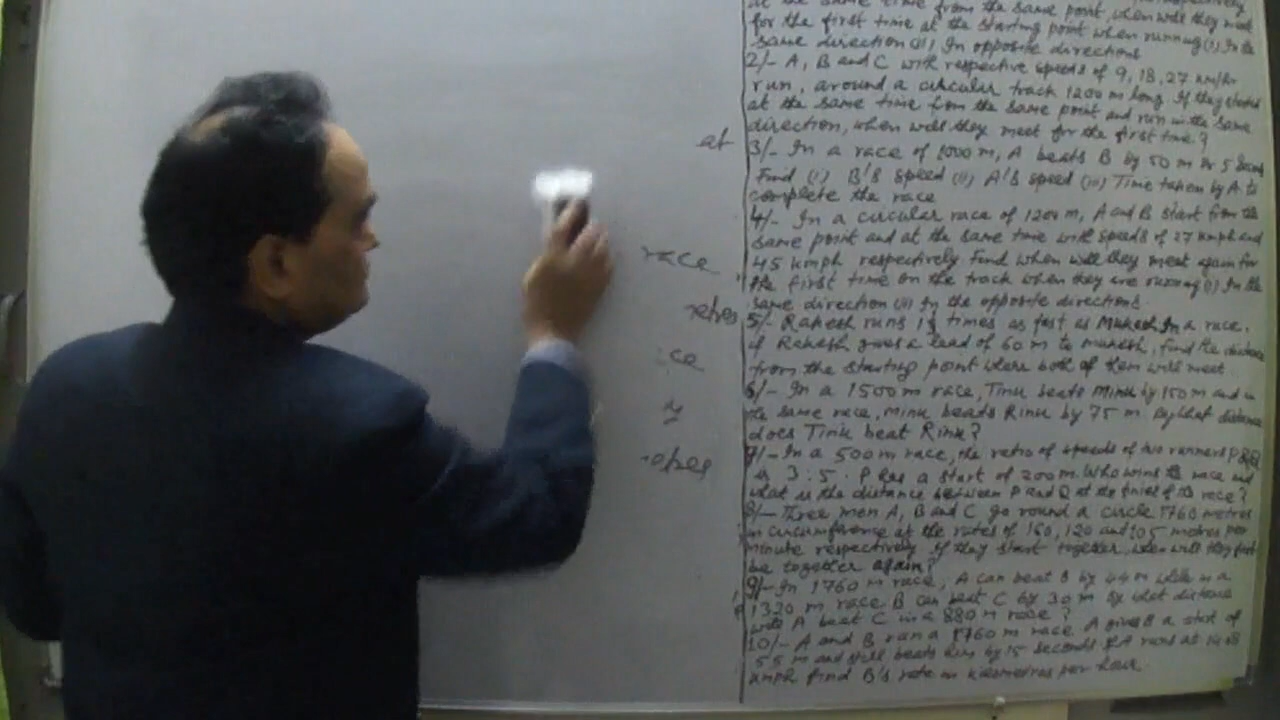 at the same time from the same point, when will they meet
for the first time at the starting point when running (i) In the
same direction (ii) In opposite directions
2/- A, B and C with respective speeds of 9, 18, 27 km/hr
run, around a circular track 1200 m long. If they started
at the same time from the same point and run in the same
direction, when will they meet for the first time?
3/- In a race of 1000 m, A beats B by 50 m or 5 seconds
Find (i) B's speed (ii) A's speed (iii) Time taken by A to
complete the race
4/- In a circular race of 1200 m, A and B start from the
same point and at the same time with speeds of 27 kmph and
45 kmph respectively. Find when will they meet again for
the first time on the track when they are running (i) In the
same direction (ii) In the opposite directions.
5/- Rakesh runs times as fast as Mukesh. In a race,
if Rakesh gives a lead of 60 m to Mukesh, find the distance
from the starting point where both of them will meet.
6/- In a 1500 m race, Tinu beats Minu by 150 m and in
the same race, Minu beats Rinu by 75 m. By what distance
does Tinu beat Rinu?
7/- In a 500 m race, the ratio of speeds of two runners P & Q
is 3:5. P has a start of 200 m. Who wins the race and
what is the distance between P and Q at the finish of the race?
8/- Three men A, B and C go round a circle 1760 metres
in circumference at the rates of 160, 120 and 105 metres per
minute respectively. If they start together, when will they first
be together again?
9/- In 1760 m race, A can beat B by 44 m while in a
1320 m race B can beat C by 30 m. By what distance
will A beat C in a 880 m race?
10/- A and B run a 1760 m race. A gives B a start of
55 m and still beats him by 15 seconds. If A runs at
kmph find B's rate in kilometres per hour.
at
race